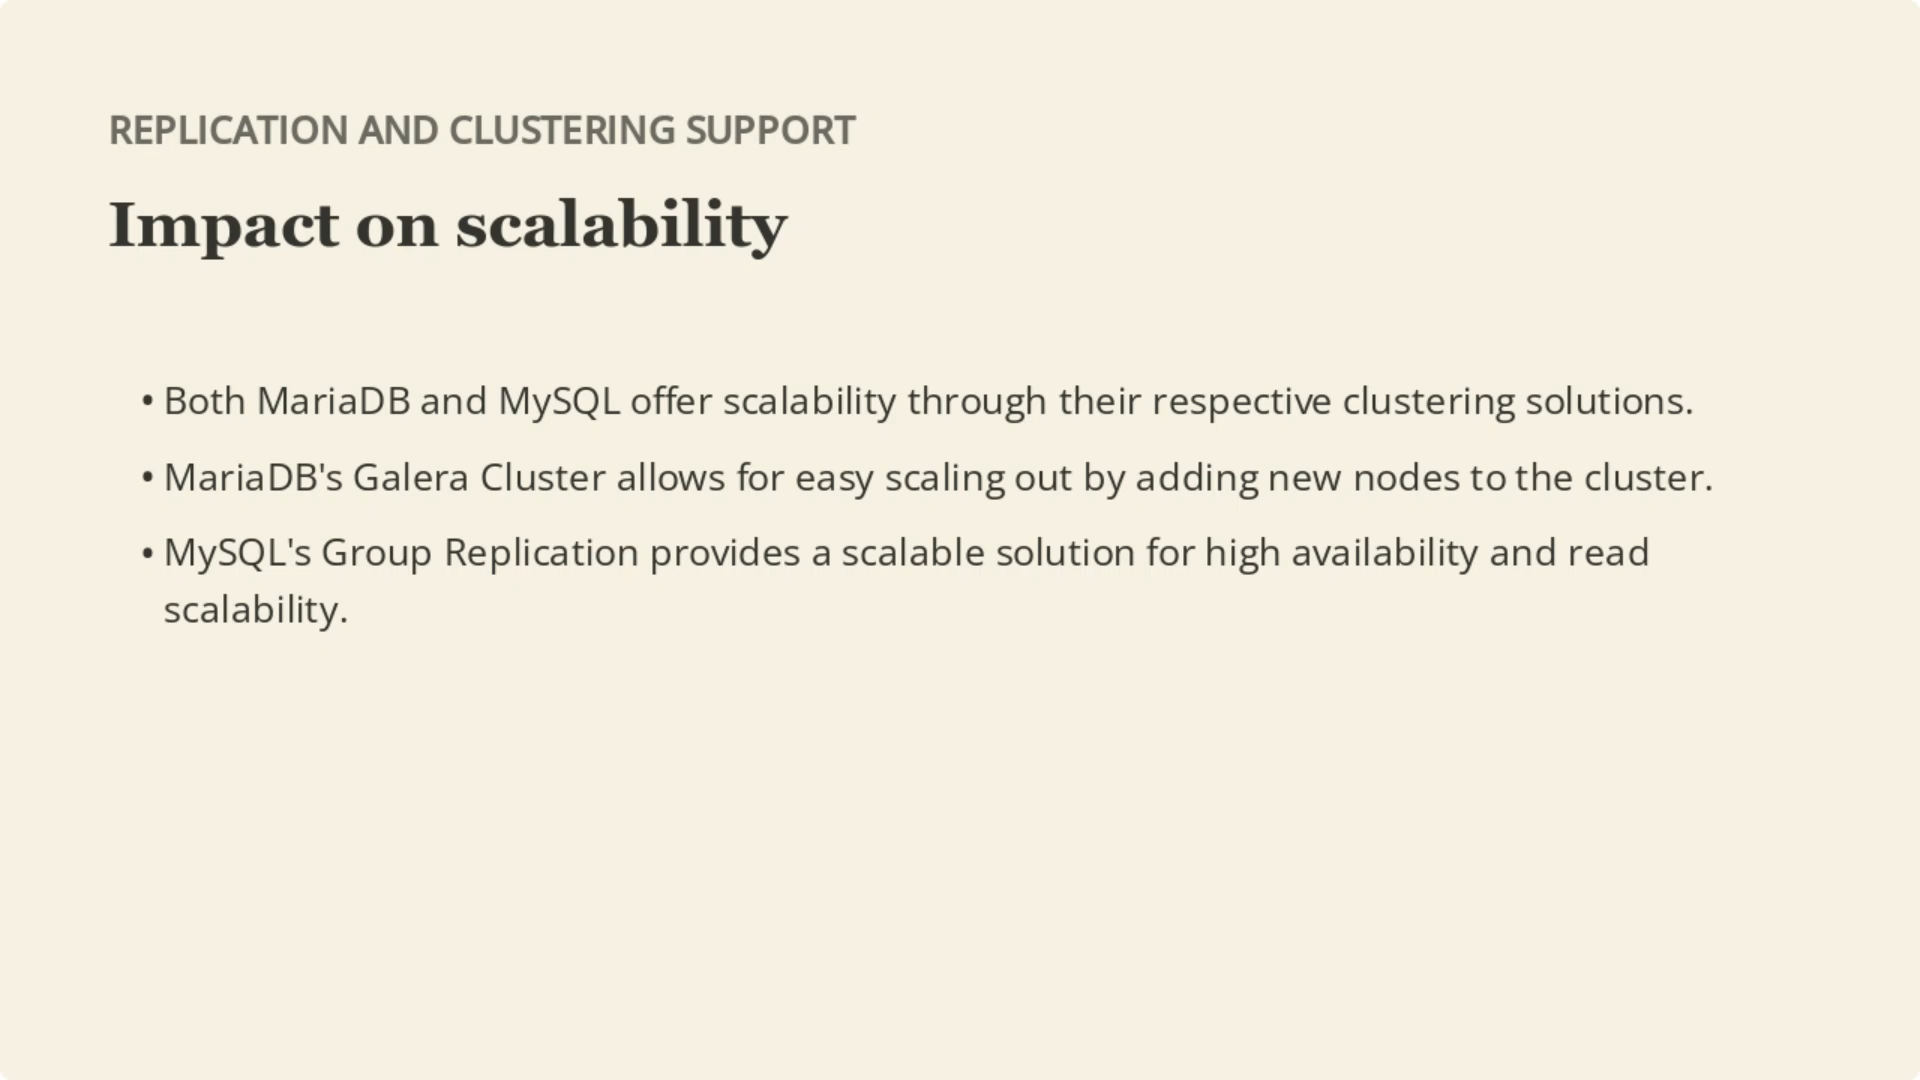 REPLICATION AND CLUSTERING SUPPORT
Impact on scalability
• Both MariaDB and MySQL offer scalability through their respective clustering solutions.
• MariaDB's Galera Cluster allows for easy scaling out by adding new nodes to the cluster.
• MySQL's Group Replication provides a scalable solution for high availability and read
scalability.